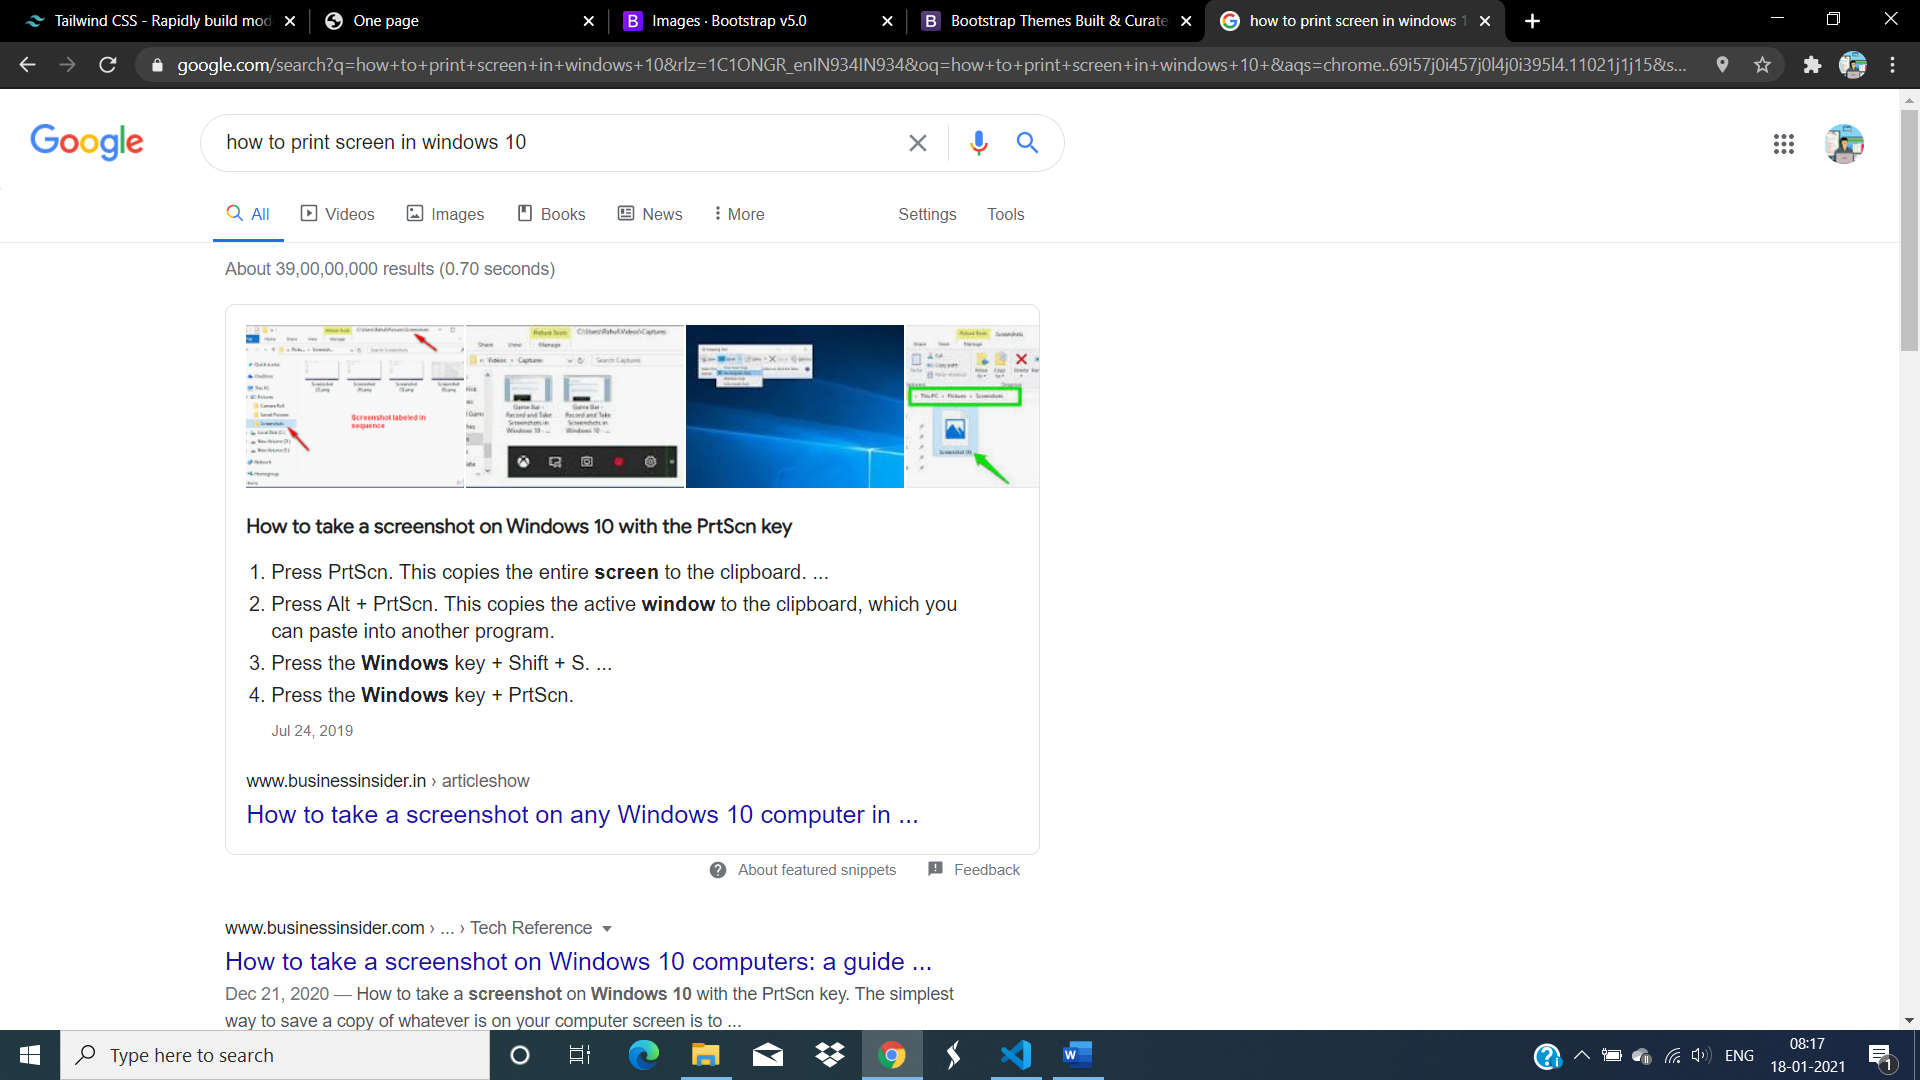 Tailwind CSS - Rapidly build mod
One page
Images · Bootstrap v5.0
Bootstrap Themes Built & Curate
how to print screen in windows 1
google.com/search?q=how+to+print+screen+in+windows+10&rlz=1C1ONGR_enIN934IN934&oq=how+to+print+screen+in+windows+10+&aqs=chrome..69i57j0i457j0l4j0i395l4.11021j1j15&s...
Google
how to print screen in windows 10
All
Videos
Images
Books
News
More
Settings
Tools
About 39,00,00,000 results (0.70 seconds)
Screenshot labeled in
sequence
How to take a screenshot on Windows 10 with the PrtScn key
1. Press PrtScn. This copies the entire screen to the clipboard. ...
2. Press Alt + PrtScn. This copies the active window to the clipboard, which you
can paste into another program.
3. Press the Windows key + Shift + S. ...
4. Press the Windows key + PrtScn.
Jul 24, 2019
www.businessinsider.in › articleshow
How to take a screenshot on any Windows 10 computer in ...
About featured snippets
Feedback
www.businessinsider.com › ... › Tech Reference
How to take a screenshot on Windows 10 computers: a guide ...
Dec 21, 2020 — How to take a screenshot on Windows 10 with the PrtScn key. The simplest
way to save a copy of whatever is on your computer screen is to ...
Type here to search
ENG
08:17
18-01-2021
1